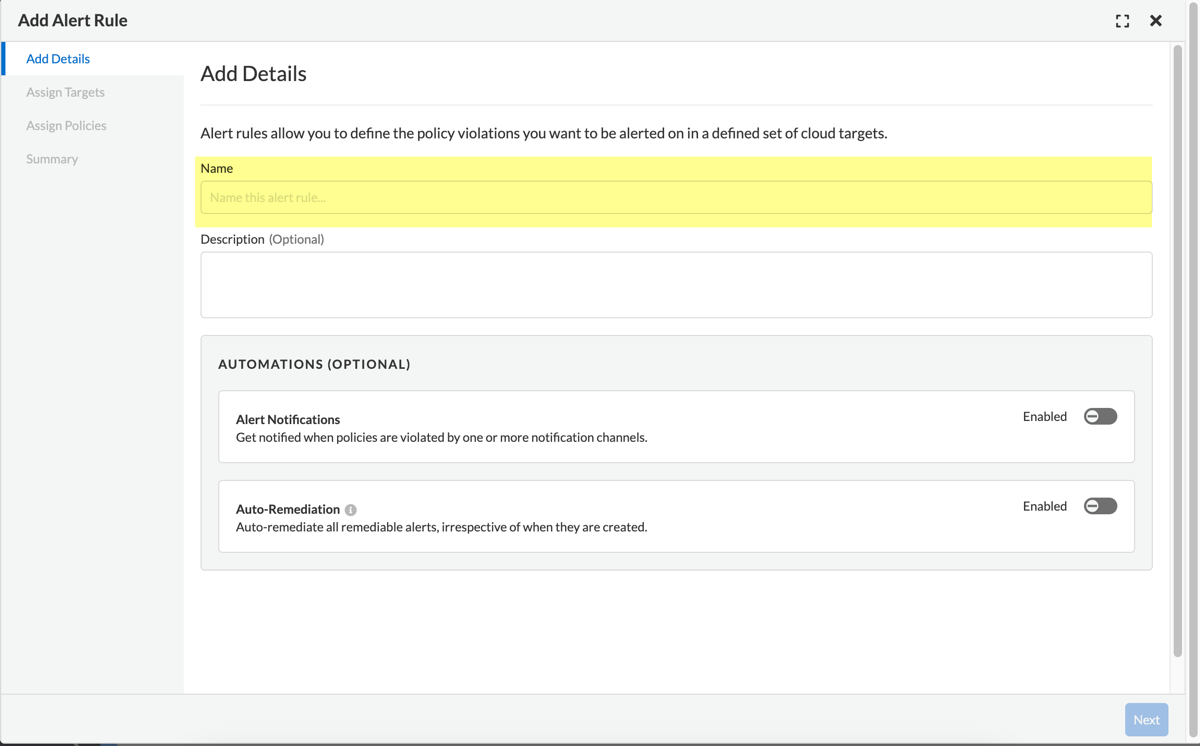 Add Alert Rule
Add Details
Assign Targets
Assign Policies
Summary
Add Details
Alert rules allow you to define the policy violations you want to be alerted on in a defined set of cloud targets.
Name
Name this alert rule...
Description (Optional)
AUTOMATIONS (OPTIONAL)
Alert Notifications
Get notified when policies are violated by one or more notification channels.
Enabled
Auto-Remediation
Auto-remediate all remediable alerts, irrespective of when they are created.
Enabled
Next